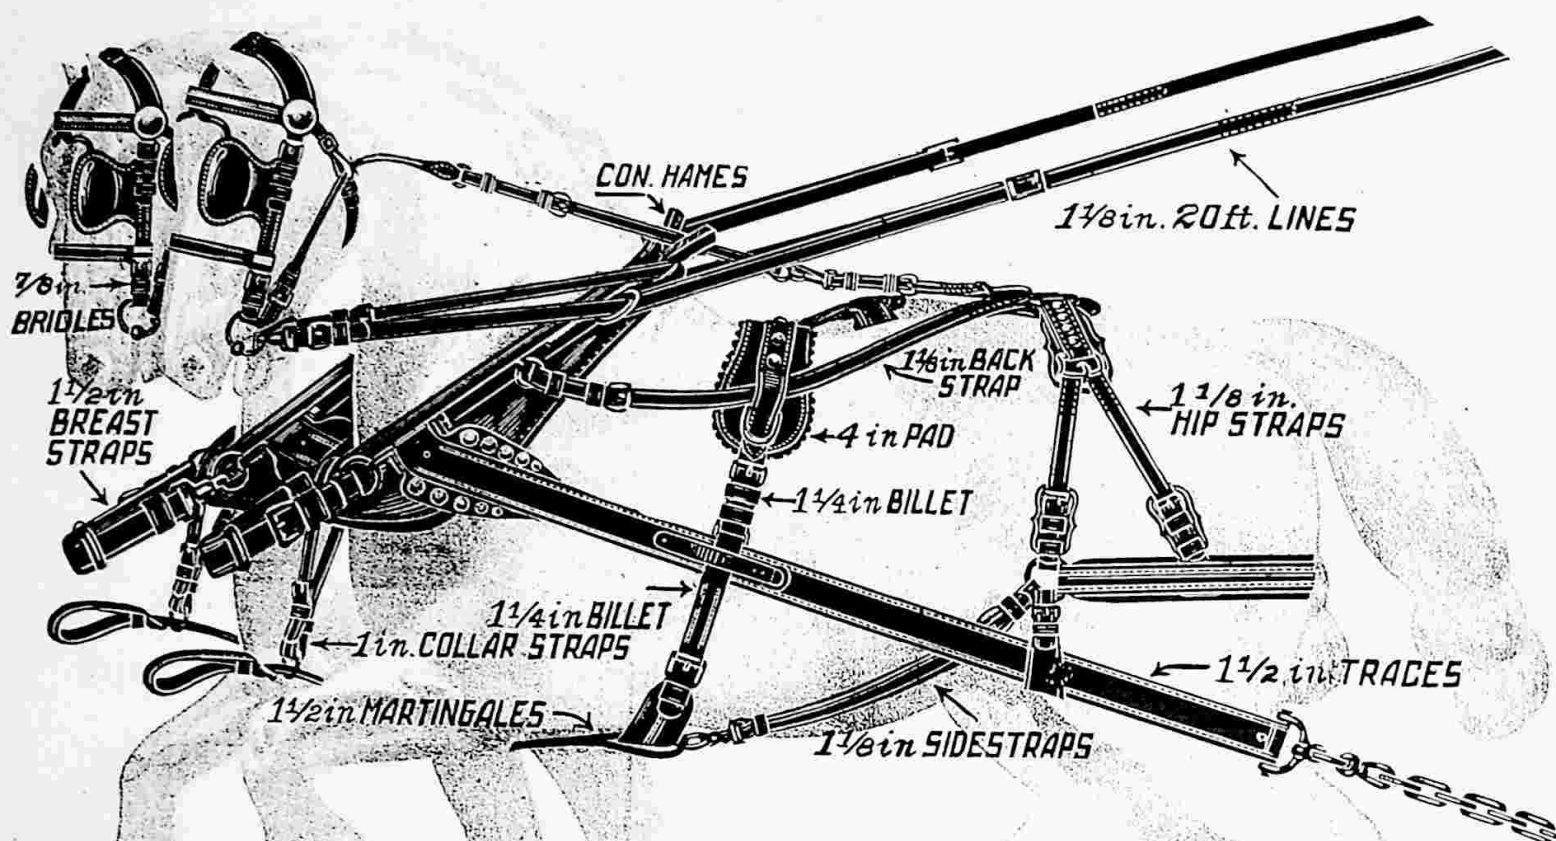 CON. HAMES
1 1/8 in. 20 ft. LINES
7/8 in.
BRIDLES
1 1/2 in
BREAST
STRAPS
1 1/8 in BACK
STRAP
1 1/8 in.
HIP STRAPS
4 in PAD
1 1/4 in BILLET
1 1/4 in BILLET
1 in. COLLAR STRAPS
1 1/2 in. TRACES
1 1/2 in MARTINGALES
1 1/8 in SIDESTRAPS